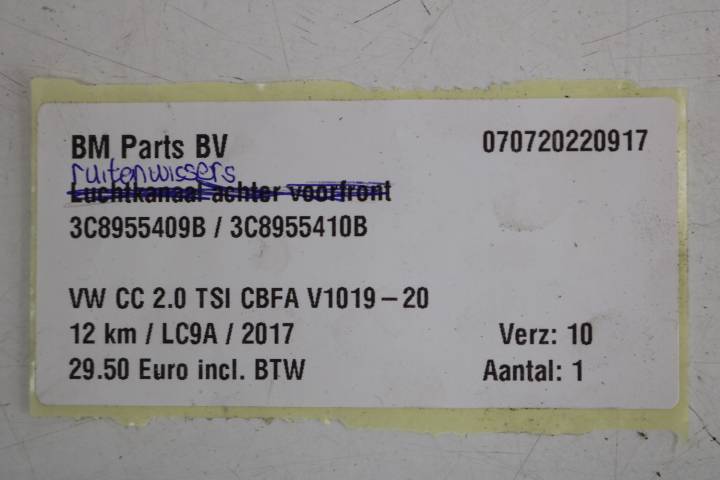 BM Parts BV 070720220917
ruitenwissers
Luchtkanaal achter voorfront
3C8955409B / 3C8955410B
VW CC 2.0 TSI CBFA V1019-20
12 km / LC9A / 2017 Verz: 10
29.50 Euro incl. BTW Aantal: 1